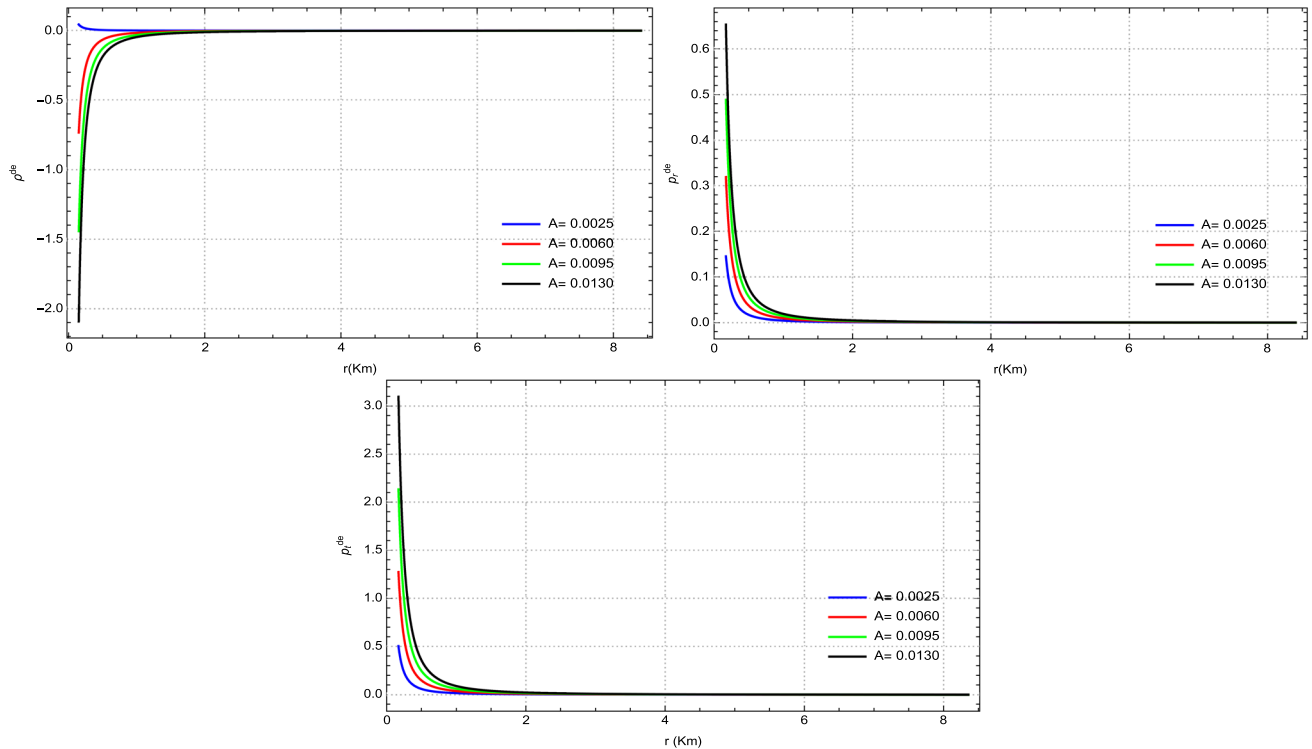 0.0
−0.5
−1.0
−1.5
−2.0
ρ^de
0 2 4 6 8
r(Km)
A= 0.0025
A= 0.0060
A= 0.0095
A= 0.0130
0.6
0.5
0.4
0.3
0.2
0.1
0.0
p_r^de
0 2 4 6 8
r(Km)
A= 0.0025
A= 0.0060
A= 0.0095
A= 0.0130
3.0
2.5
2.0
1.5
1.0
0.5
0.0
p_t^de
0 2 4 6 8
r (Km)
A= 0.0025
A= 0.0060
A= 0.0095
A= 0.0130